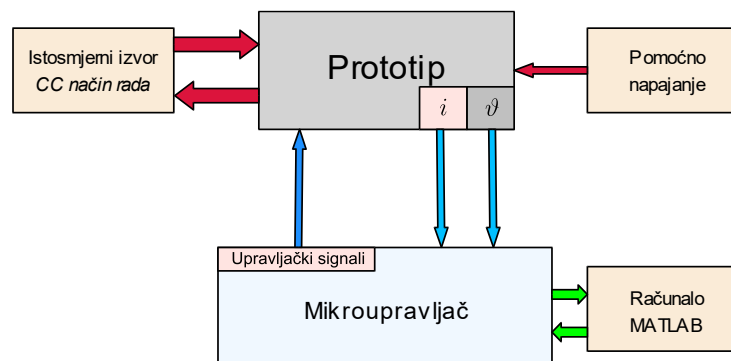 Istosmjerni izvor
CC način rada
Prototip
i
ϑ
Pomoćno
napajanje
Upravljački signali
Mikroupravljač
Računalo
MATLAB